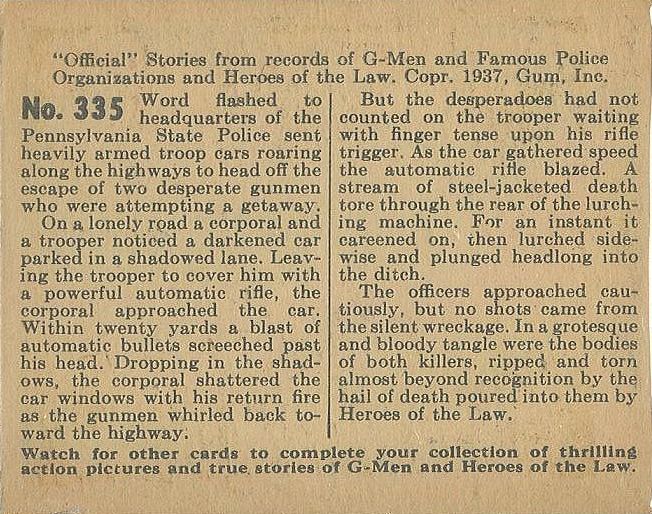 "Official" Stories from records of G-Men and Famous Police
Organizations and Heroes of the Law. Copr. 1937, Gum, Inc.
No. 335 Word flashed to
headquarters of the
Pennsylvania State Police sent
heavily armed troop cars roaring
along the highways to head off the
escape of two desperate gunmen
who were attempting a getaway.
On a lonely road a corporal and
a trooper noticed a darkened car
parked in a shadowed lane. Leav-
ing the trooper to cover him with
a powerful automatic rifle, the
corporal approached the car.
Within twenty yards a blast of
automatic bullets screeched past
his head. Dropping in the shad-
ows, the corporal shattered the
car windows with his return fire
as the gunmen whirled back to-
ward the highway.
But the desperadoes had not
counted on the trooper waiting
with finger tense upon his rifle
trigger. As the car gathered speed
the automatic rifle blazed. A
stream of steel-jacketed death
tore through the rear of the lurch-
ing machine. For an instant it
careened on, then lurched side-
wise and plunged headlong into
the ditch.
The officers approached cau-
tiously, but no shots came from
the silent wreckage. In a grotesque
and bloody tangle were the bodies
of both killers, ripped and torn
almost beyond recognition by the
hail of death poured into them by
Heroes of the Law.
Watch for other cards to complete your collection of thrilling
action pictures and true stories of G-Men and Heroes of the Law.